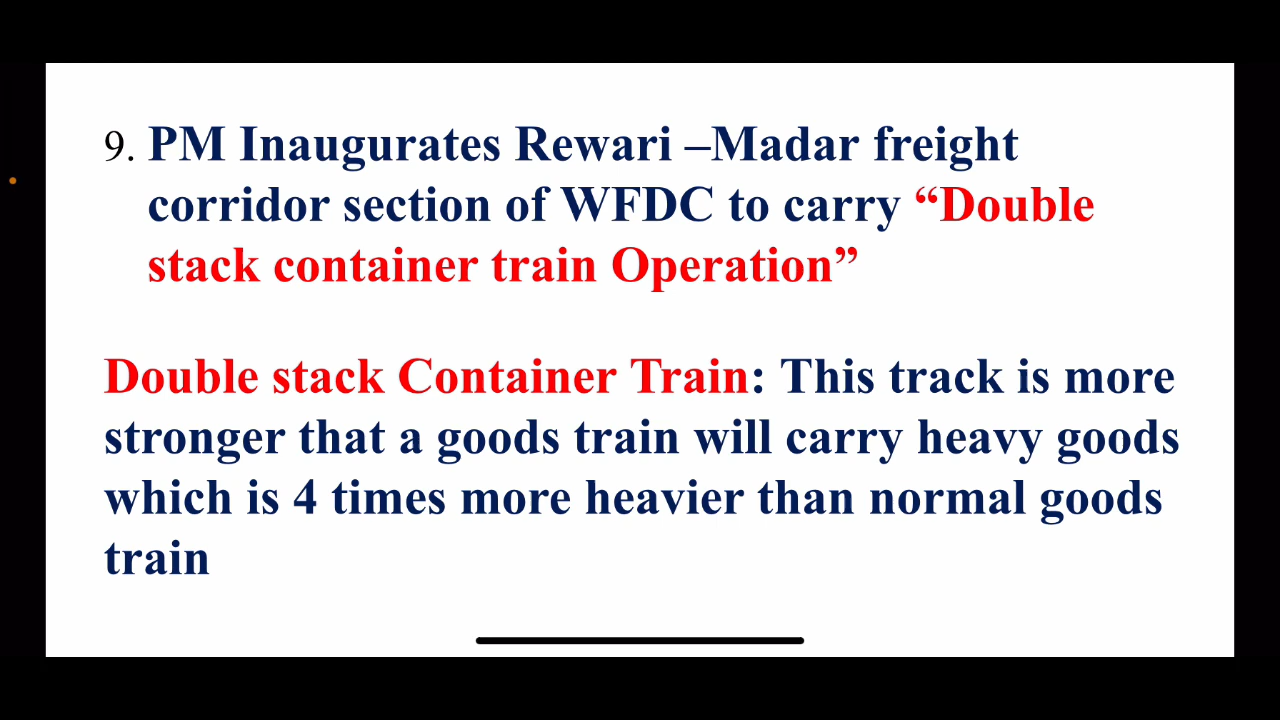 9. PM Inaugurates Rewari –Madar freight
corridor section of WFDC to carry “Double
stack container train Operation”
Double stack Container Train: This track is more
stronger that a goods train will carry heavy goods
which is 4 times more heavier than normal goods
train